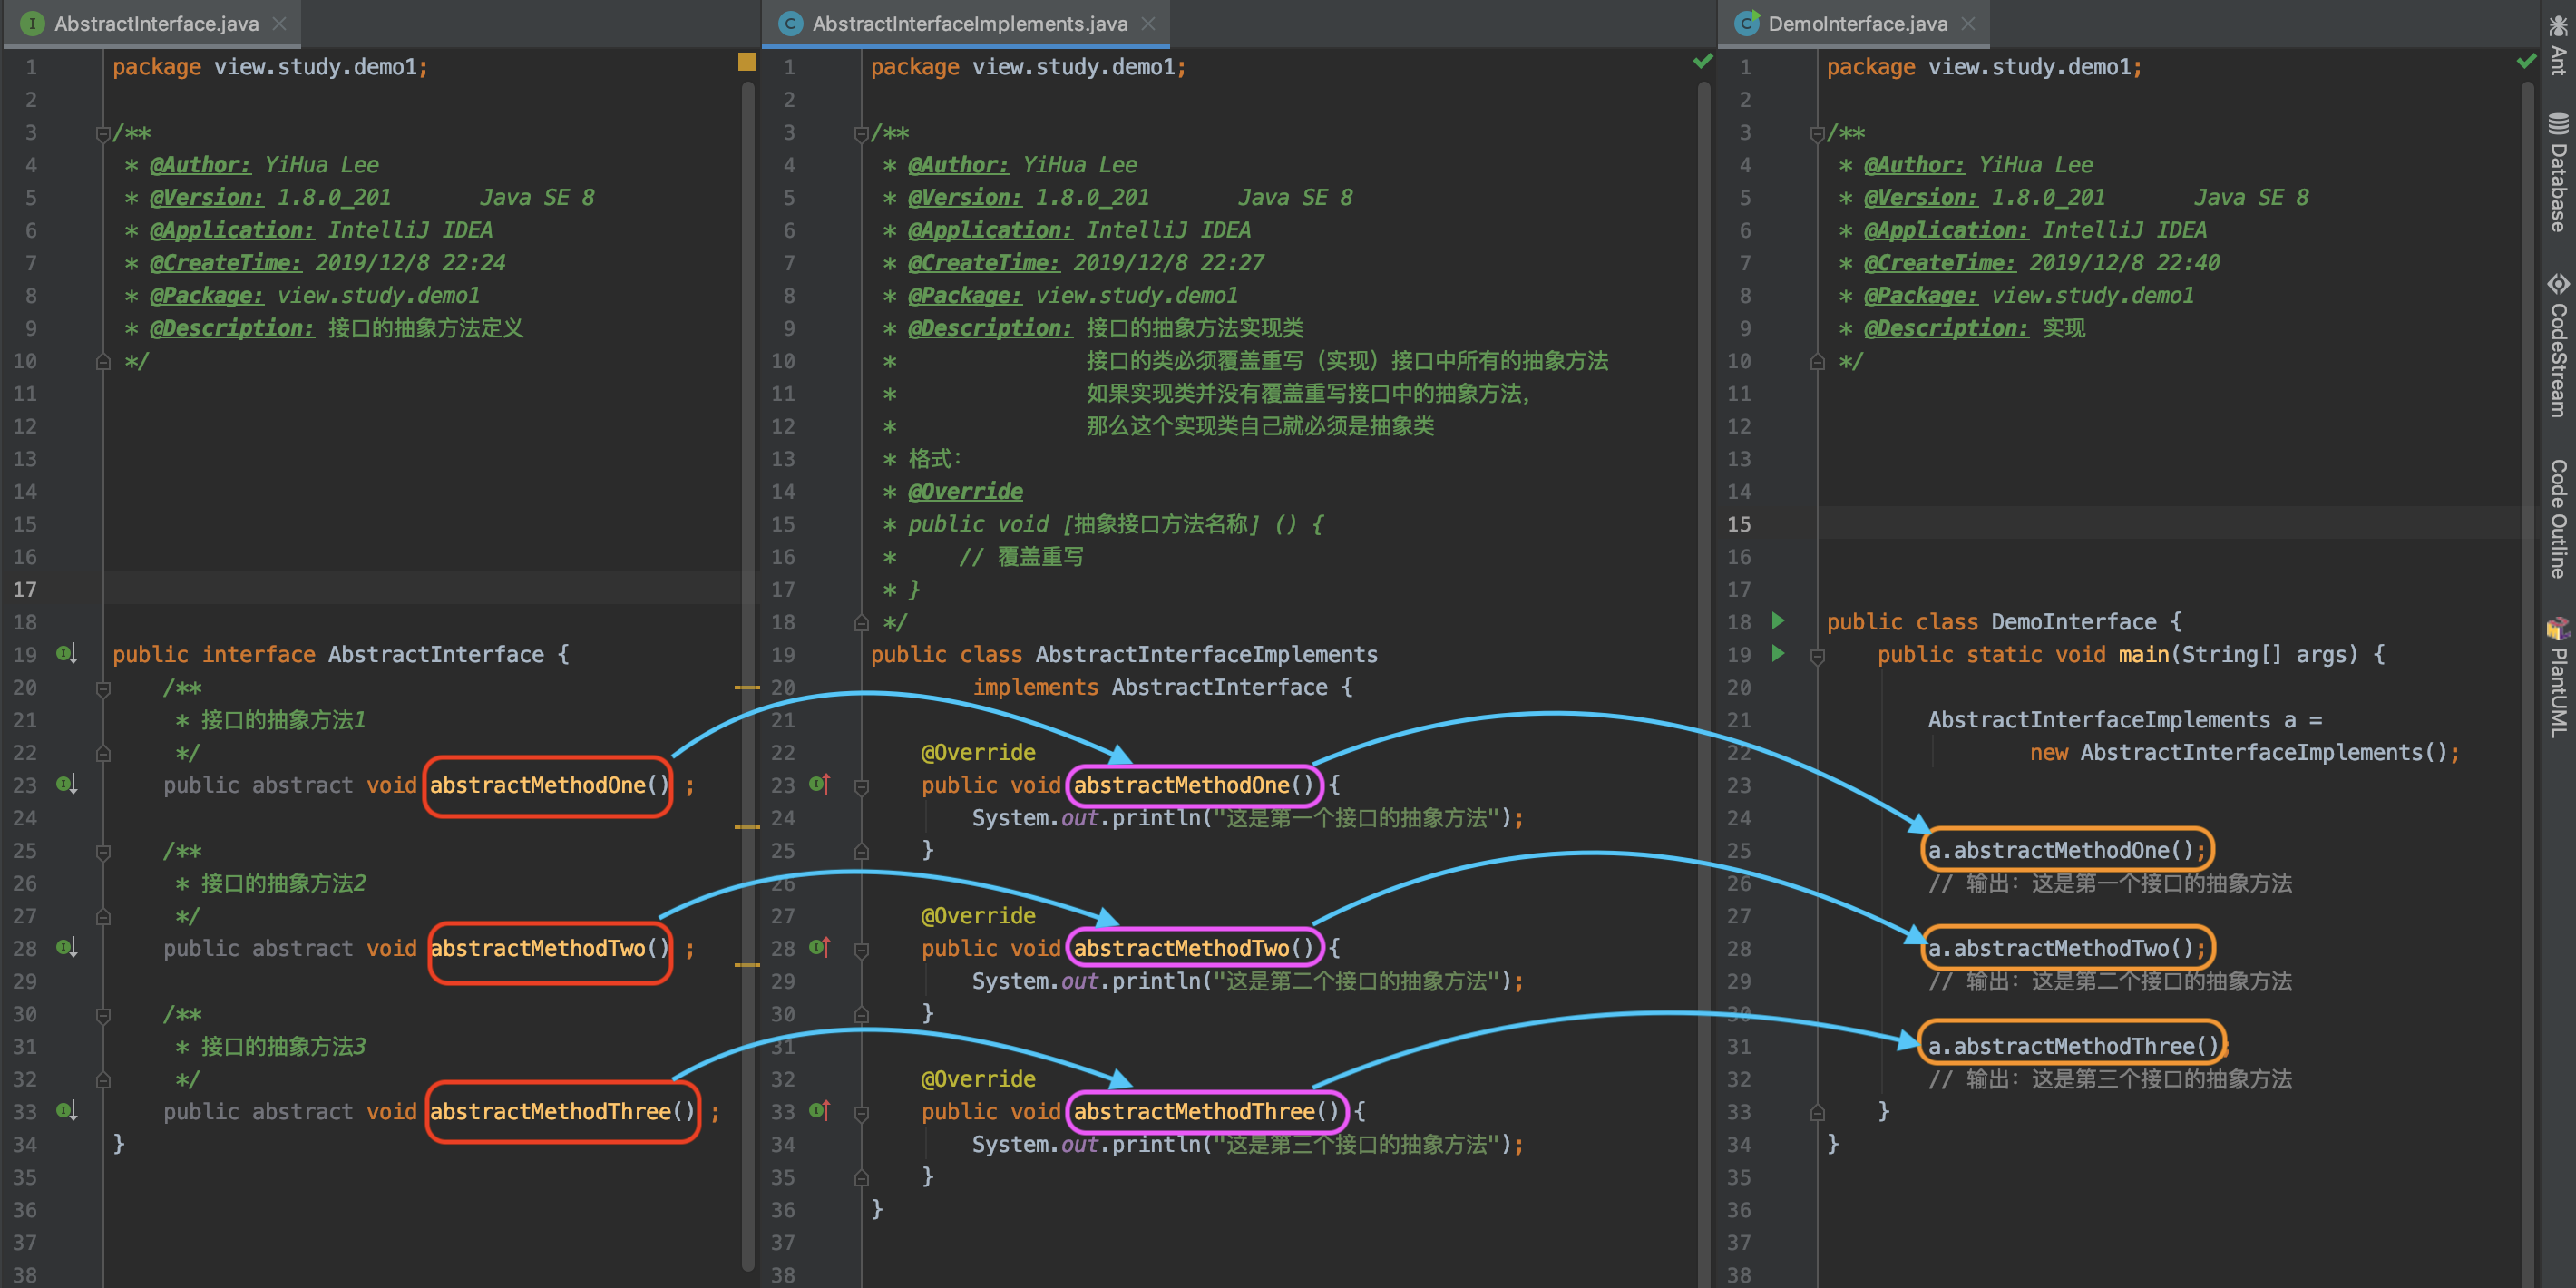 AbstractInterface.java
1 package view.study.demo1;
2
3 /**
4 * @Author: YiHua Lee
5 * @Version: 1.8.0_201 Java SE 8
6 * @Application: IntelliJ IDEA
7 * @CreateTime: 2019/12/8 22:24
8 * @Package: view.study.demo1
9 * @Description: 接口的抽象方法定义
10 */
11
12
13
14
15
16
17
18
19 public interface AbstractInterface {
20 /**
21 * 接口的抽象方法1
22 */
23 public abstract void abstractMethodOne() ;
24
25 /**
26 * 接口的抽象方法2
27 */
28 public abstract void abstractMethodTwo() ;
29
30 /**
31 * 接口的抽象方法3
32 */
33 public abstract void abstractMethodThree() ;
34 }
35
36
37
38
AbstractInterfaceImplements.java
1 package view.study.demo1;
2
3 /**
4 * @Author: YiHua Lee
5 * @Version: 1.8.0_201 Java SE 8
6 * @Application: IntelliJ IDEA
7 * @CreateTime: 2019/12/8 22:27
8 * @Package: view.study.demo1
9 * @Description: 接口的抽象方法实现类
10 * 接口的类必须覆盖重写（实现）接口中所有的抽象方法
11 * 如果实现类并没有覆盖重写接口中的抽象方法，
12 * 那么这个实现类自己就必须是抽象类
13 * 格式：
14 * @Override
15 * public void [抽象接口方法名称] () {
16 * // 覆盖重写
17 * }
18 */
19 public class AbstractInterfaceImplements
20 implements AbstractInterface {
21
22 @Override
23 public void abstractMethodOne() {
24 System.out.println("这是第一个接口的抽象方法");
25 }
26
27 @Override
28 public void abstractMethodTwo() {
29 System.out.println("这是第二个接口的抽象方法");
30 }
31
32 @Override
33 public void abstractMethodThree() {
34 System.out.println("这是第三个接口的抽象方法");
35 }
36 }
37
38
DemoInterface.java
1 package view.study.demo1;
2
3 /**
4 * @Author: YiHua Lee
5 * @Version: 1.8.0_201 Java SE 8
6 * @Application: IntelliJ IDEA
7 * @CreateTime: 2019/12/8 22:40
8 * @Package: view.study.demo1
9 * @Description: 实现
10 */
11
12
13
14
15
16
17
18 public class DemoInterface {
19 public static void main(String[] args) {
20
21 AbstractInterfaceImplements a =
22 new AbstractInterfaceImplements();
23
24
25 a.abstractMethodOne();
26 // 输出：这是第一个接口的抽象方法
27
28 a.abstractMethodTwo();
29 // 输出：这是第二个接口的抽象方法
30
31 a.abstractMethodThree();
32 // 输出：这是第三个接口的抽象方法
33 }
34 }
35
36
37
38
Ant
Database
CodeStream
Code Outline
PlantUML